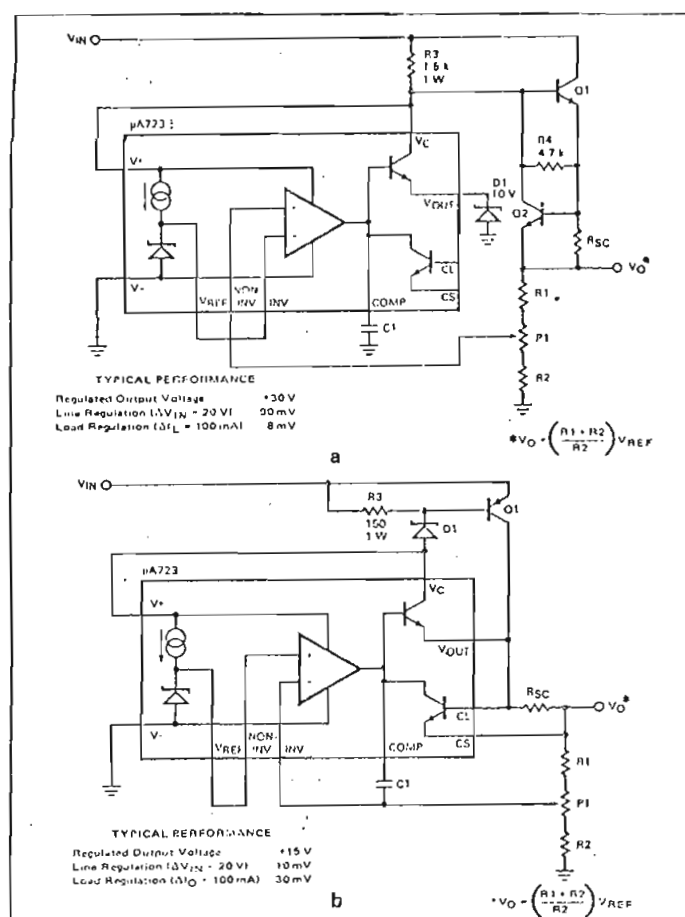 VIN
R3
1.5 k
1 W
Q1
μA723
VC
R4
4.7 k
V+
D1
10 V
VOUT
Q2
RSC
CL
VO*
V-
CS
VREF
NON INV
INV
COMP
R1
C1
P1
R2
TYPICAL PERFORMANCE
Regulated Output Voltage +30 V
Line Regulation (ΔVIN = 20 V)
Load Regulation (ΔIL = 100 mA) 8 mV
*VO = (R1 + R2 / R2) VREF
a
VIN
R3
150
1 W
D1
Q1
μA723
VC
V+
VOUT
RSC
VO*
CL
V-
CS
VREF
NON-INV
INV
COMP
R1
C1
P1
R2
TYPICAL PERFORMANCE
Regulated Output Voltage +15 V
Line Regulation (ΔVIN = 20 V) 10 mV
Load Regulation (ΔIO = 100 mA) 30 mV
b
*VO = (R1 + R2 / R2) VREF